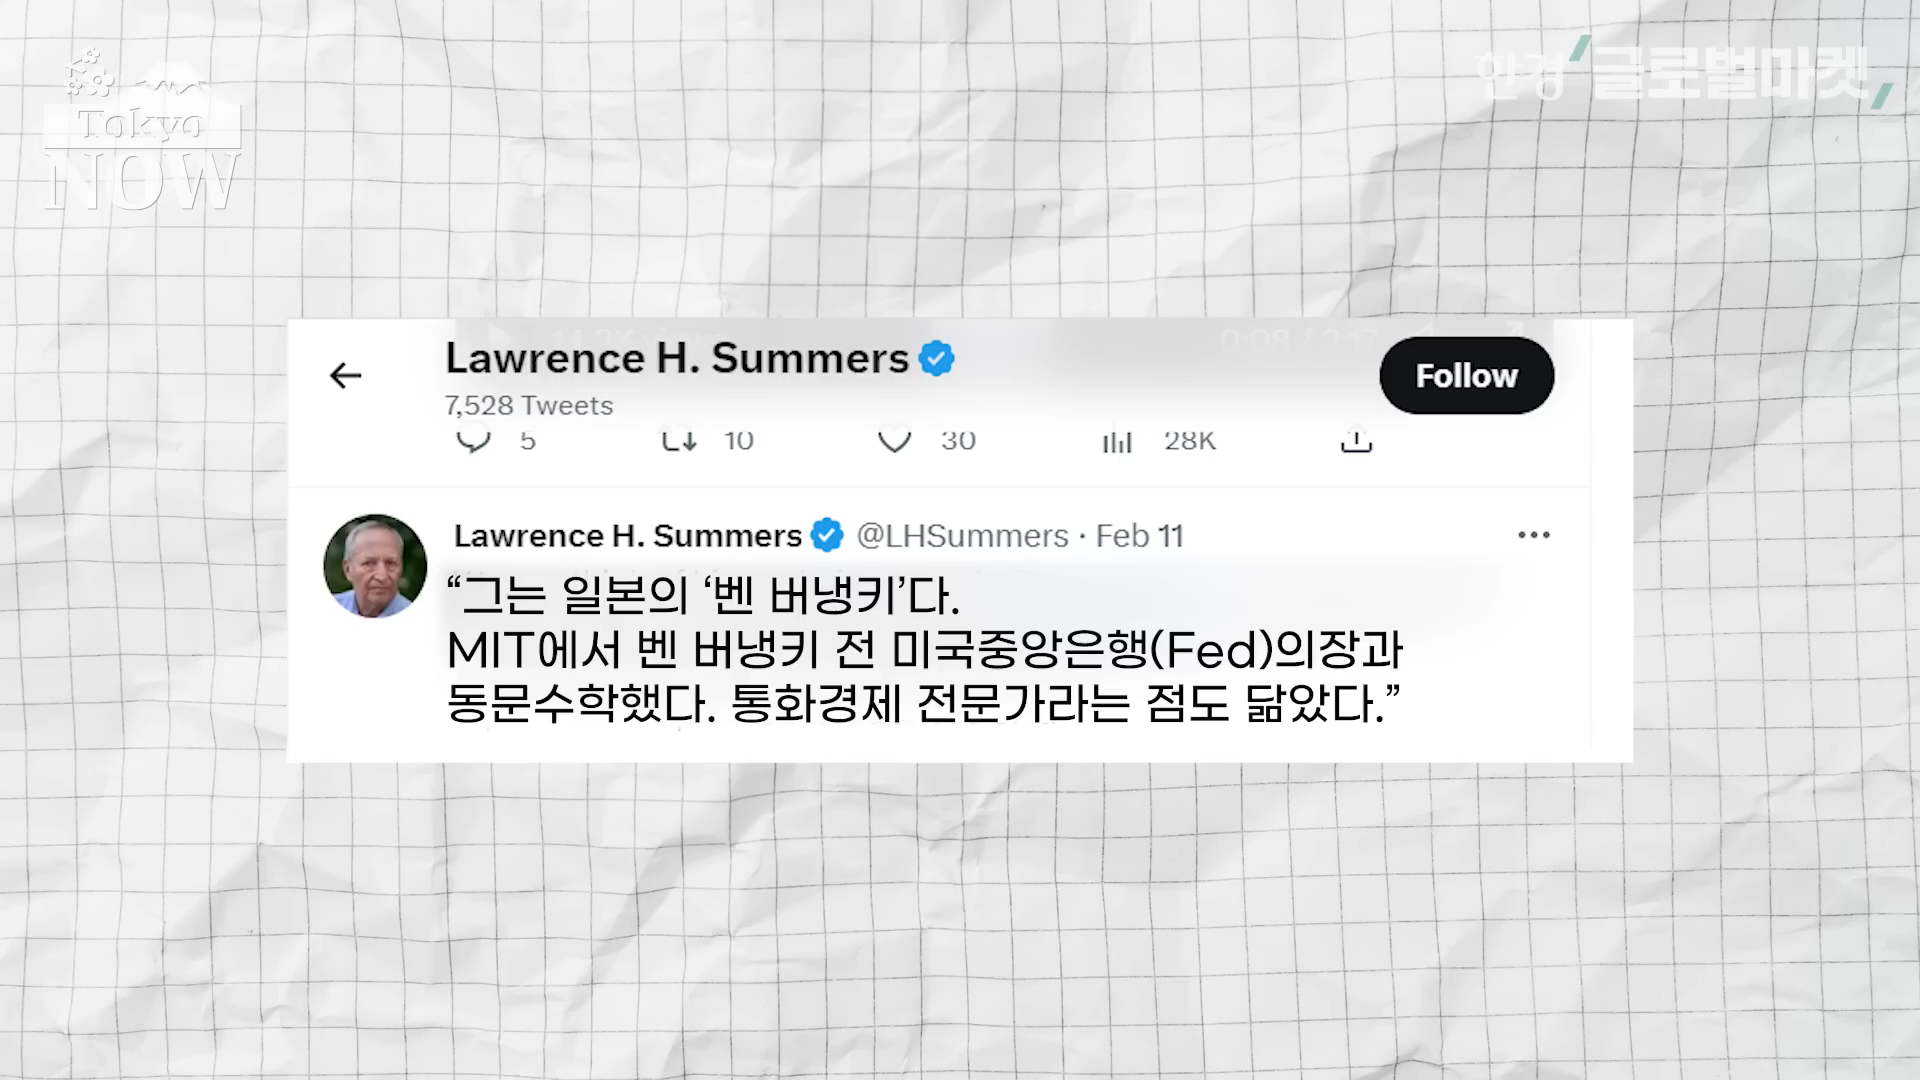 Tokyo
NOW
한경 글로벌마켓
Lawrence H. Summers
7,528 Tweets
Follow
5 10 30 28K
Lawrence H. Summers @LHSummers · Feb 11
“그는 일본의 ‘벤 버냉키’다.
MIT에서 벤 버냉키 전 미국중앙은행(Fed)의장과
동문수학했다. 통화경제 전문가라는 점도 닮았다.”